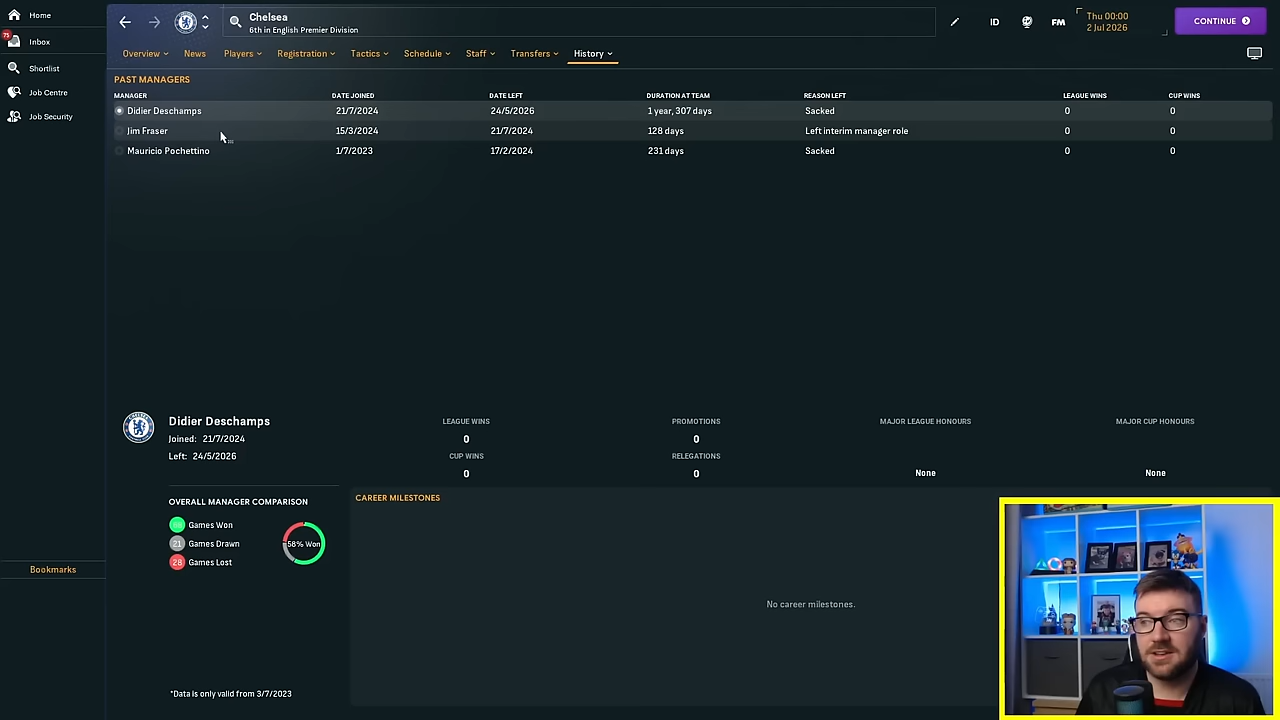 Home
75
Inbox
Shortlist
Job Centre
Job Security
Bookmarks
Chelsea
6th in English Premier Division
ID
FM
Thu 00:00
2 Jul 2026
CONTINUE
Overview
News
Players
Registration
Tactics
Schedule
Staff
Transfers
History
PAST MANAGERS
MANAGER DATE JOINED DATE LEFT DURATION AT TEAM REASON LEFT LEAGUE WINS CUP WINS
Didier Deschamps 21/7/2024 24/5/2026 1 year, 307 days Sacked 0 0
Jim Fraser 15/3/2024 21/7/2024 128 days Left interim manager role 0 0
Mauricio Pochettino 1/7/2023 17/2/2024 231 days Sacked 0 0
Didier Deschamps
Joined: 21/7/2024
Left: 24/5/2026
LEAGUE WINS
0
CUP WINS
0
PROMOTIONS
0
RELEGATIONS
0
MAJOR LEAGUE HONOURS
None
MAJOR CUP HONOURS
None
OVERALL MANAGER COMPARISON
Games Won
21 Games Drawn
28 Games Lost
58% Won
*Data is only valid from 3/7/2023
CAREER MILESTONES
No career milestones.